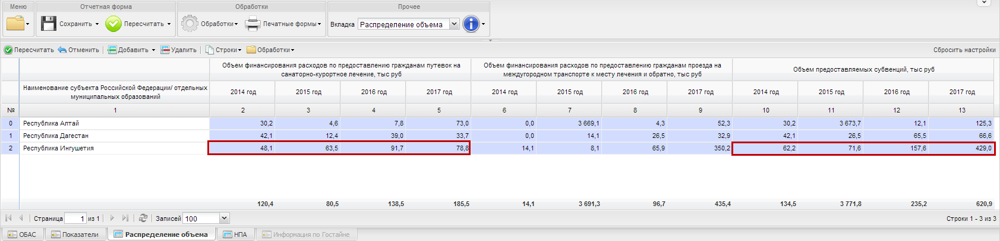 Меню Отчетная форма Обработки Прочее
Сохранить Пересчитать Обработки Печатные формы Вкладка Распределение объема
Пересчитать Отменить Добавить Удалить Строки Обработки Сбросить настройки
Объем финансирования расходов по предоставлению гражданам путевок на
санаторно-курортное лечение, тыс руб
Объем финансирования расходов по предоставлению гражданам проезда на
междугородном транспорте к месту лечения и обратно, тыс руб
Объем предоставляемых субвенций, тыс руб
Наименование субъекта Российской Федерации/ отдельных
муниципальных образований
2014 год 2015 год 2016 год 2017 год 2014 год 2015 год 2016 год 2017 год 2014 год 2015 год 2016 год 2017 год
№ 1 2 3 4 5 6 7 8 9 10 11 12 13
0 Республика Алтай 30,2 4,6 7,8 73,0 0,0 3 669,1 4,3 52,3 30,2 3 673,7 12,1 125,3
1 Республика Дагестан 42,1 12,4 39,0 33,7 0,0 14,1 26,5 32,9 42,1 26,5 65,5 66,6
2 Республика Ингушетия 48,1 63,5 91,7 78,8 14,1 8,1 65,9 350,2 62,2 71,6 157,6 429,0
120,4 80,5 138,5 185,5 14,1 3 691,3 96,7 435,4 134,5 3 771,8 235,2 620,9
Страница 1 из 1 Записей 100 Строки 1 - 3 из 3
ОБАС Показатели Распределение объема НПА Информация по Гостайне